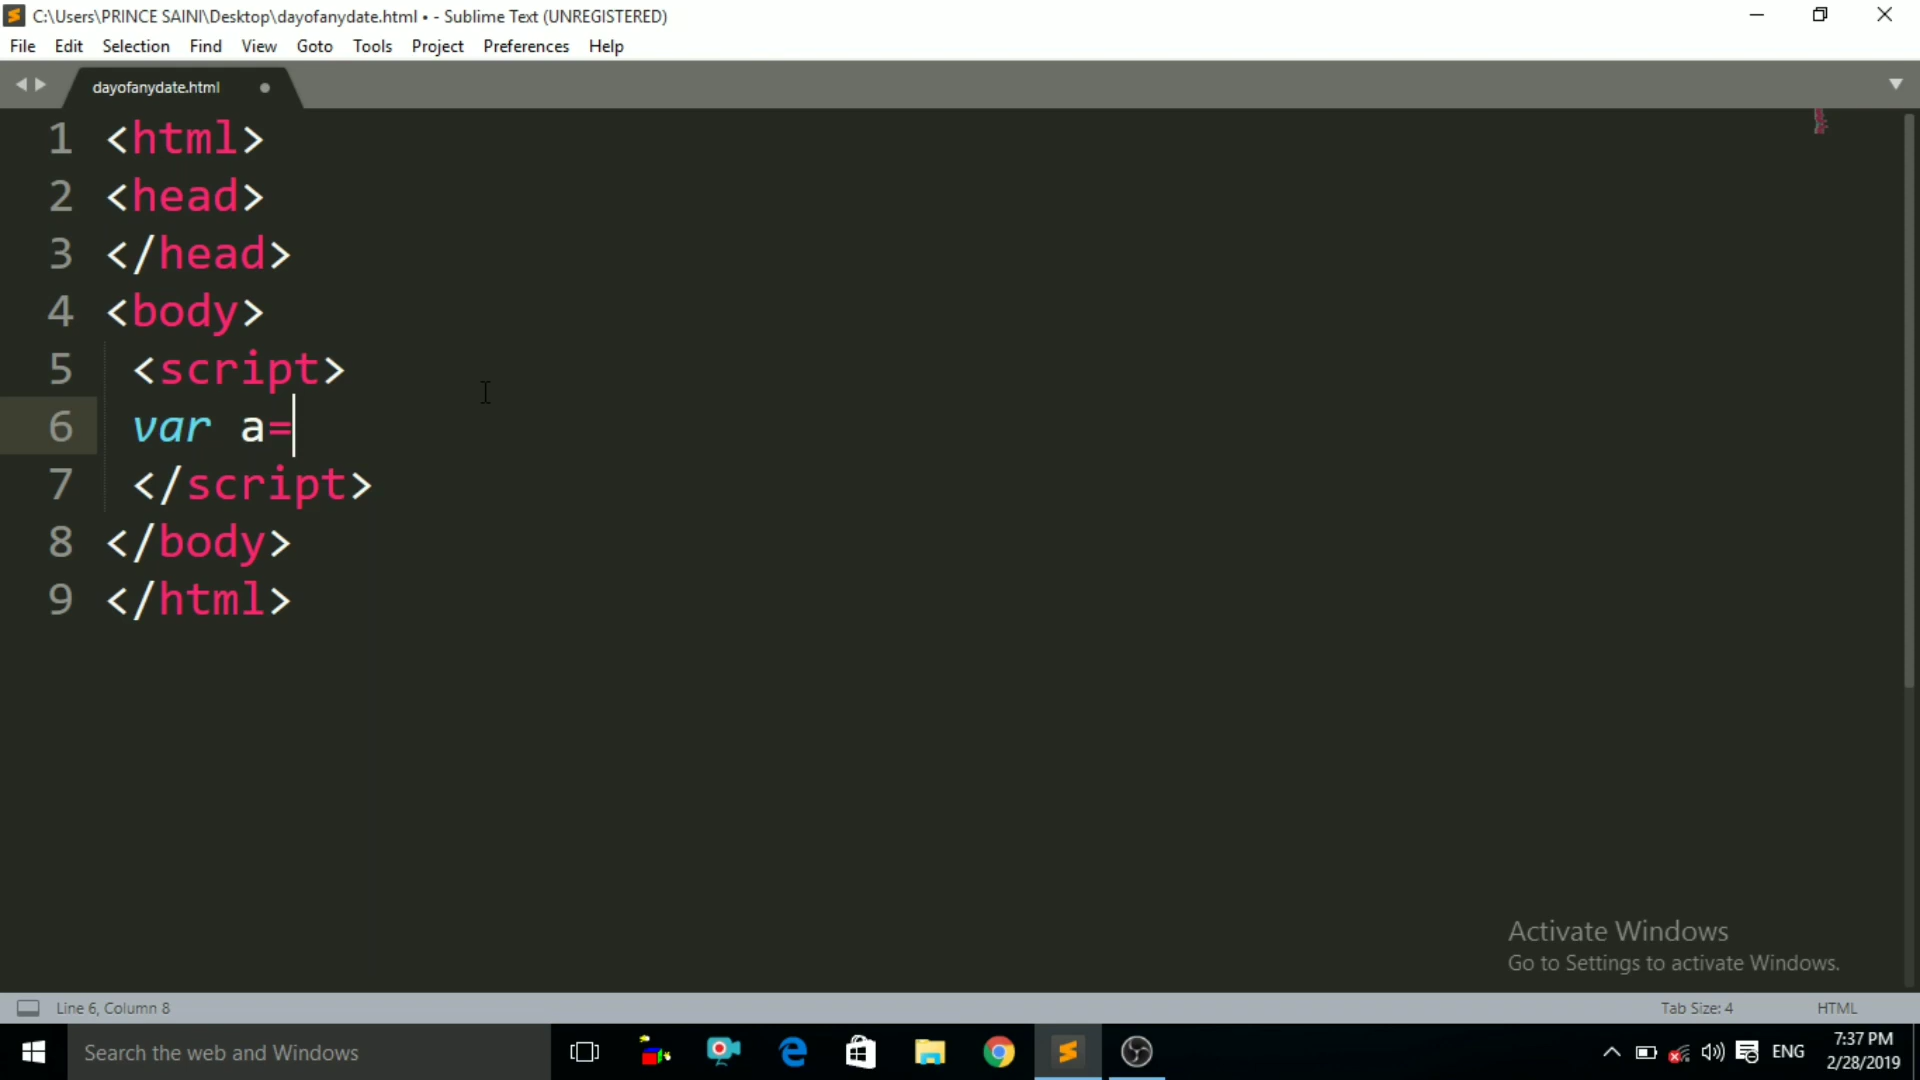 C:\Users\PRINCE SAINI\Desktop\dayofanydate.html • - Sublime Text (UNREGISTERED)
File Edit Selection Find View Goto Tools Project Preferences Help
dayofanydate.html
1 <html>
2 <head>
3 </head>
4 <body>
5 <script>
6 var a=
7 </script>
8 </body>
9 </html>
Activate Windows
Go to Settings to activate Windows.
Line 6, Column 8 Tab Size: 4 HTML
Search the web and Windows
ENG
7:37 PM
2/28/2019